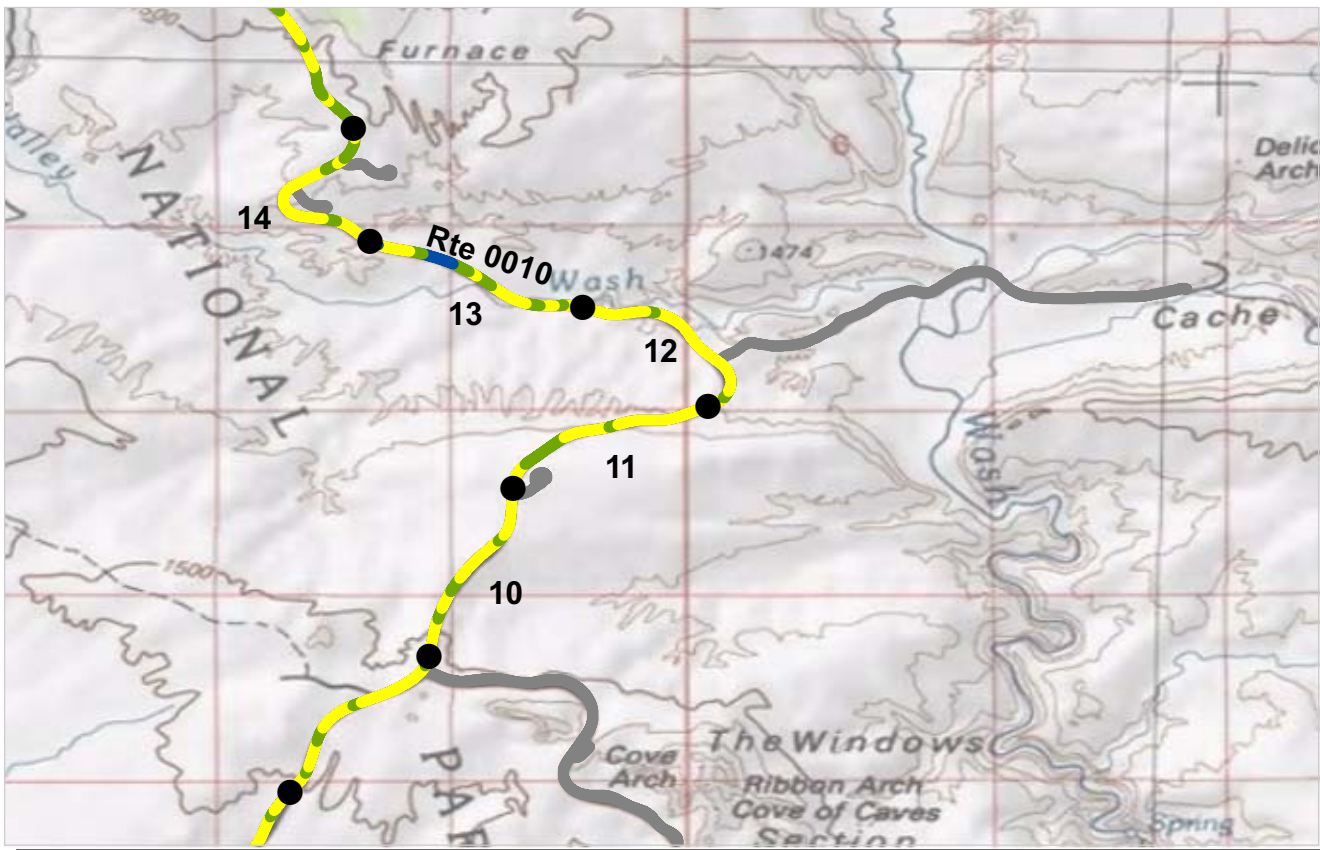 Furnace
Valley
Delic
Arch
NATIONAL
14
Rte 0010
1474
Wash
13
12
Cache
Wash
11
1500
10
The Windows
Cove
Arch
Ribbon Arch
Cove of Caves
Section
PAR
Spring